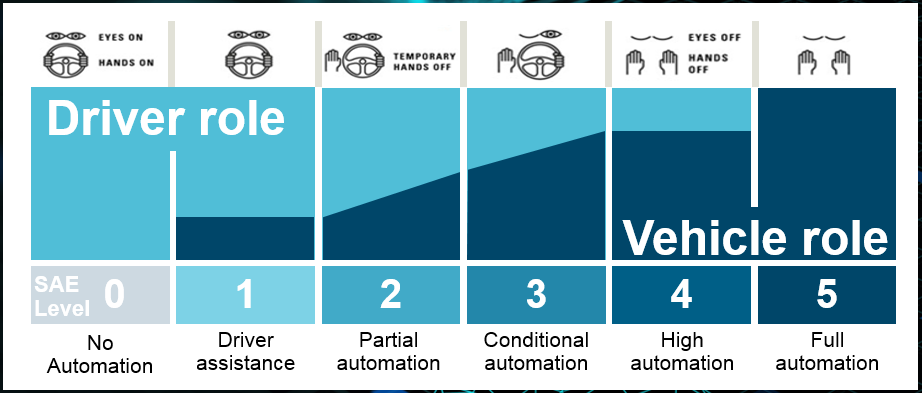 EYES ON
HANDS ON
TEMPORARY
HANDS OFF
EYES OFF
HANDS
OFF
Driver role
Vehicle role
SAE
Level 0
1
2
3
4
5
No
Automation
Driver
assistance
Partial
automation
Conditional
automation
High
automation
Full
automation